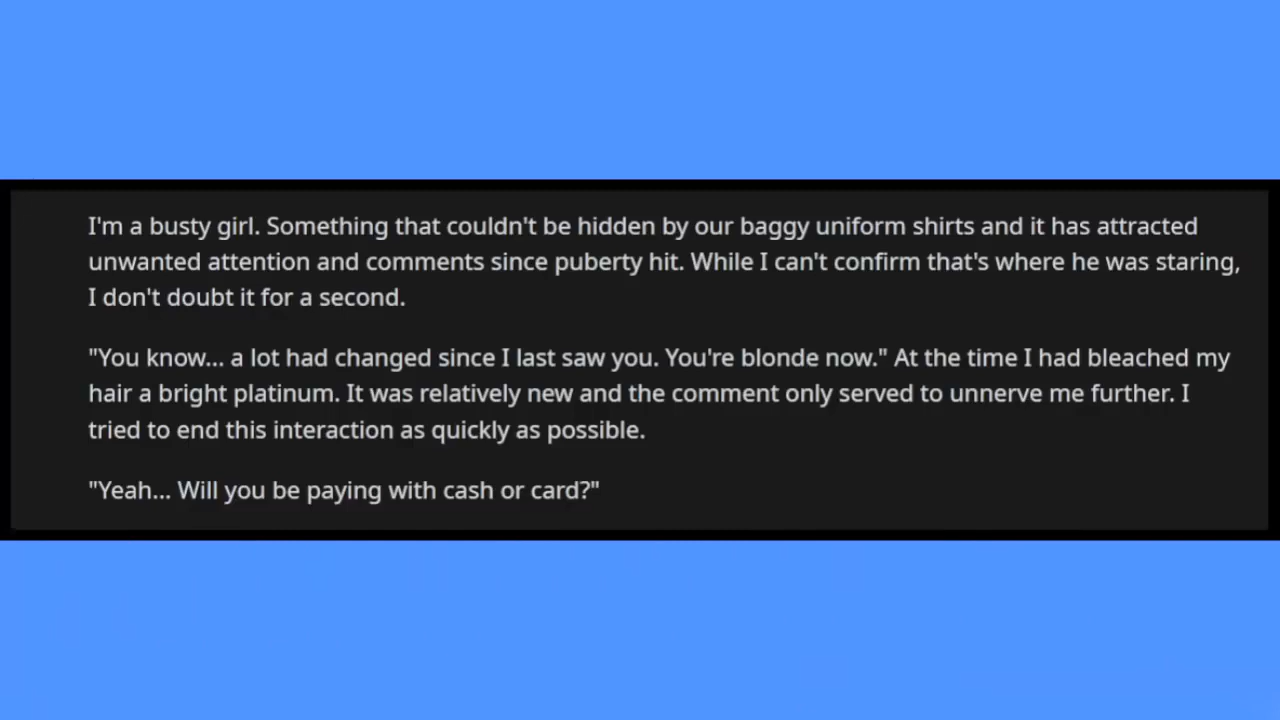 I'm a busty girl. Something that couldn't be hidden by our baggy uniform shirts and it has attracted
unwanted attention and comments since puberty hit. While I can't confirm that's where he was staring,
I don't doubt it for a second.
"You know... a lot had changed since I last saw you. You're blonde now." At the time I had bleached my
hair a bright platinum. It was relatively new and the comment only served to unnerve me further. I
tried to end this interaction as quickly as possible.
"Yeah... Will you be paying with cash or card?"